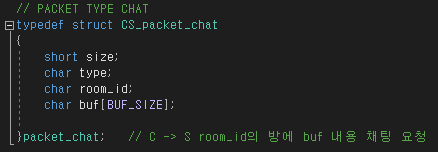 // PACKET TYPE CHAT
typedef struct CS_packet_chat
{
short size;
char type;
char room_id;
char buf[BUF_SIZE];
}packet_chat; // C -> S room_id의 방에 buf 내용 채팅 요청